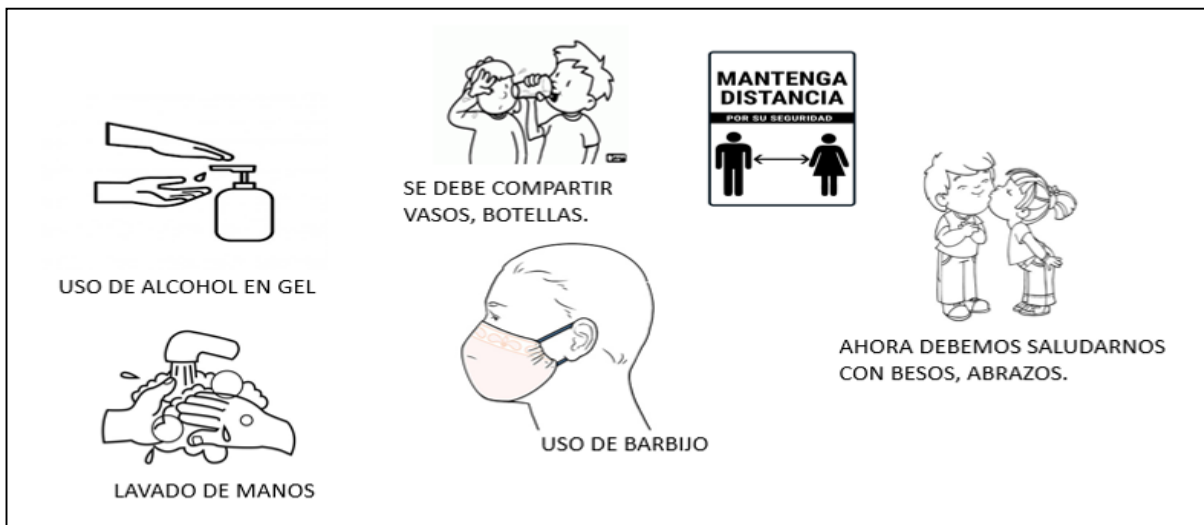 USO DE ALCOHOL EN GEL
LAVADO DE MANOS
SE DEBE COMPARTIR
VASOS, BOTELLAS.
USO DE BARBIJO
MANTENGA
DISTANCIA
POR SU SEGURIDAD
AHORA DEBEMOS SALUDARNOS
CON BESOS, ABRAZOS.